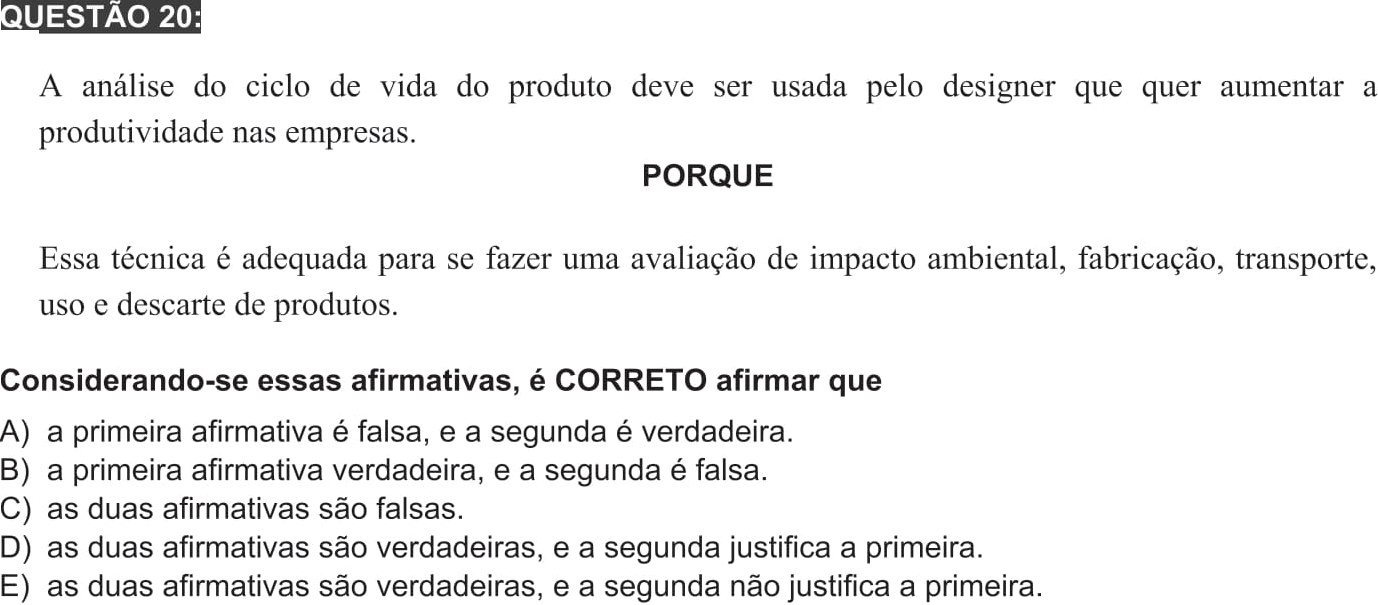 QUESTÃO 20:
A análise do ciclo de vida do produto deve ser usada pelo designer que quer aumentar a
produtividade nas empresas.
PORQUE
Essa técnica é adequada para se fazer uma avaliação de impacto ambiental, fabricação, transporte,
uso e descarte de produtos.
Considerando-se essas afirmativas, é CORRETO afirmar que
A) a primeira afirmativa é falsa, e a segunda é verdadeira.
B) a primeira afirmativa verdadeira, e a segunda é falsa.
C) as duas afirmativas são falsas.
D) as duas afirmativas são verdadeiras, e a segunda justifica a primeira.
E) as duas afirmativas são verdadeiras, e a segunda não justifica a primeira.